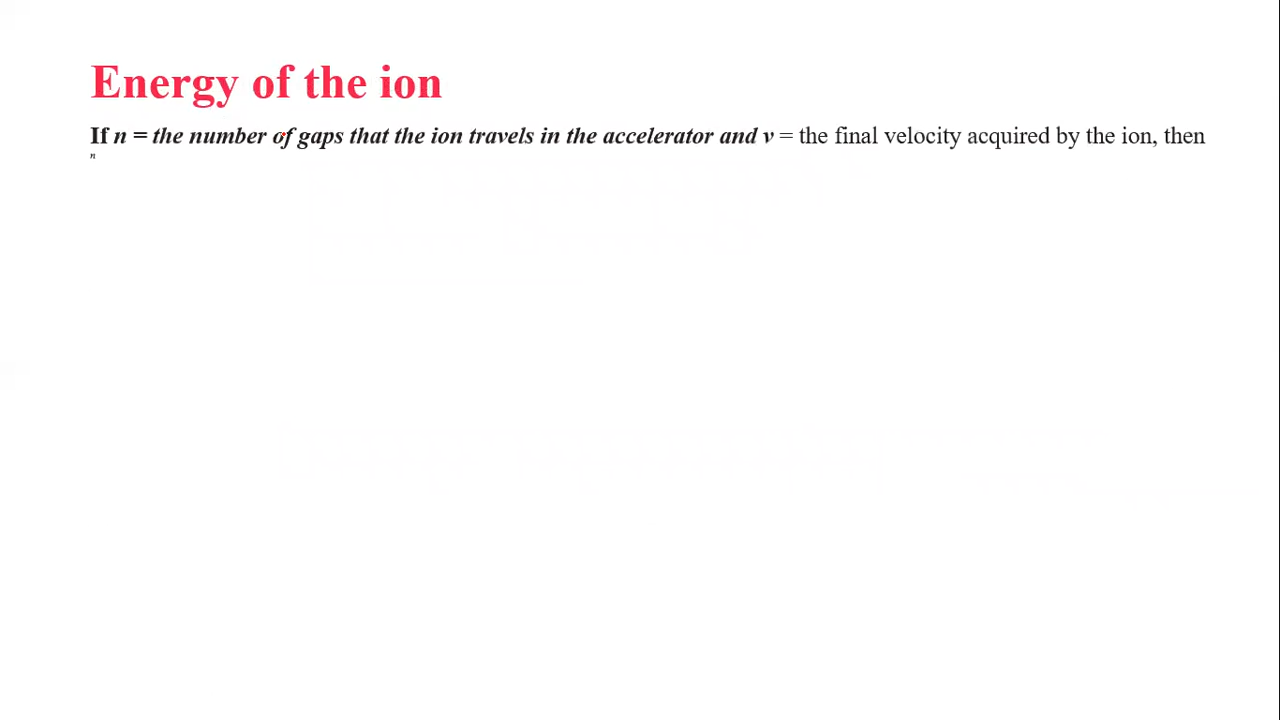 Energy of the ion
If n = the number of gaps that the ion travels in the accelerator and v = the final velocity acquired by the ion, then
n